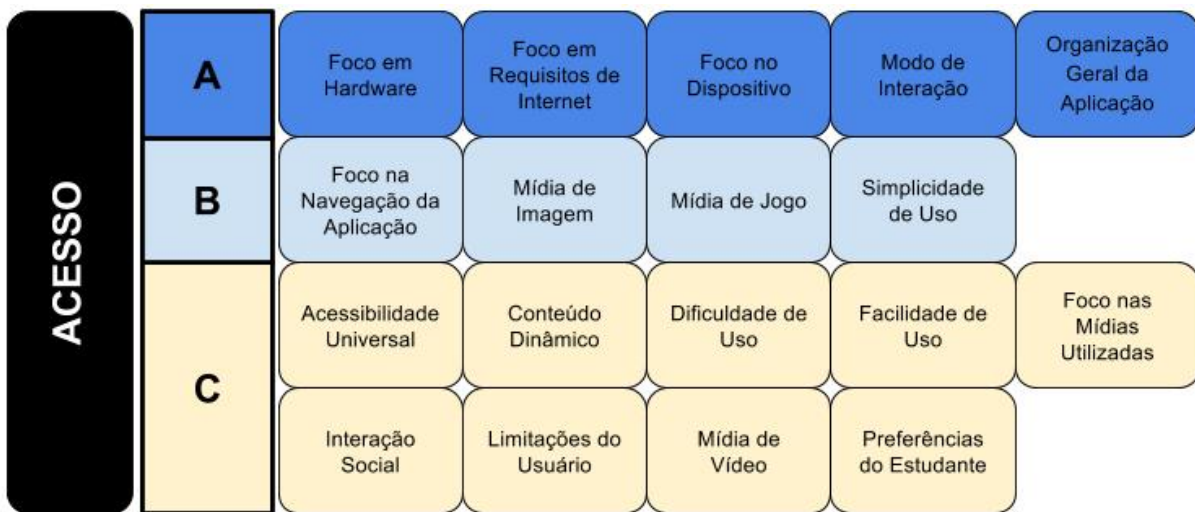 ACESSO
A
Foco em
Hardware
Foco em
Requisitos de
Internet
Foco no
Dispositivo
Modo de
Interação
Organização
Geral da
Aplicação
B
Foco na
Navegação da
Aplicação
Mídia de
Imagem
Mídia de Jogo
Simplicidade
de Uso
C
Acessibilidade
Universal
Conteúdo
Dinâmico
Dificuldade de
Uso
Facilidade de
Uso
Foco nas
Mídias
Utilizadas
Interação
Social
Limitações do
Usuário
Mídia de
Vídeo
Preferências
do Estudante